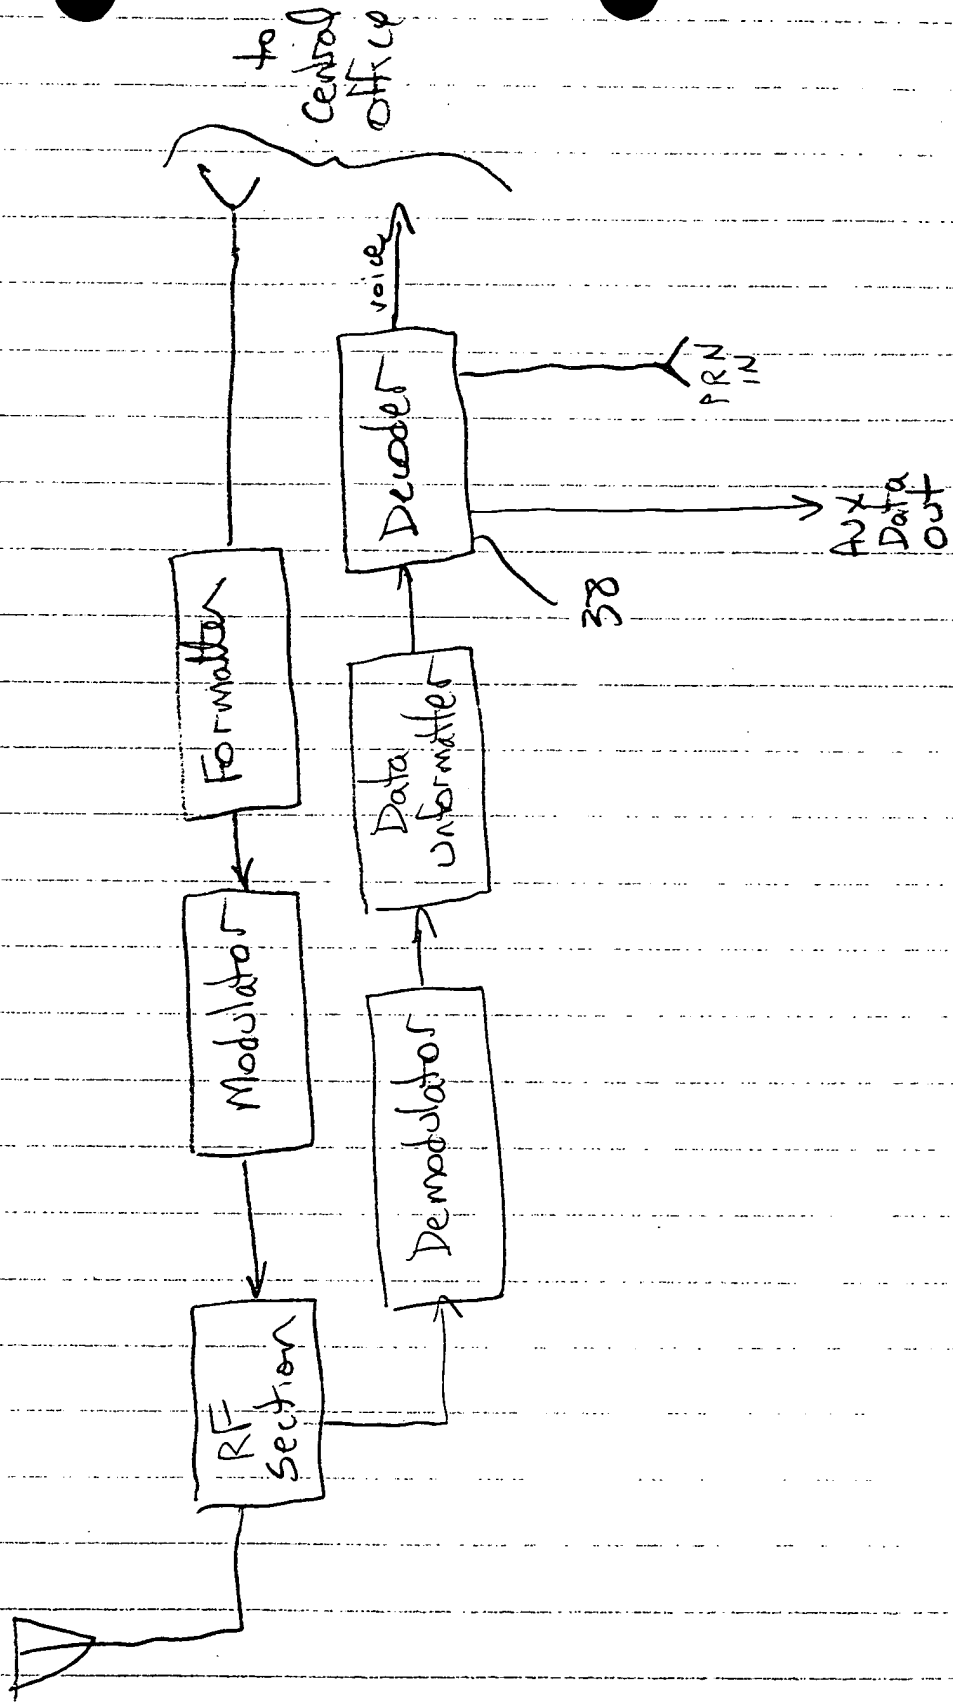 to
central
office
Formatter
Modulator
RF
Section
voice
Decoder
Data
unformatter
Demodulator
PRN
IN
38
AUX
Data
out